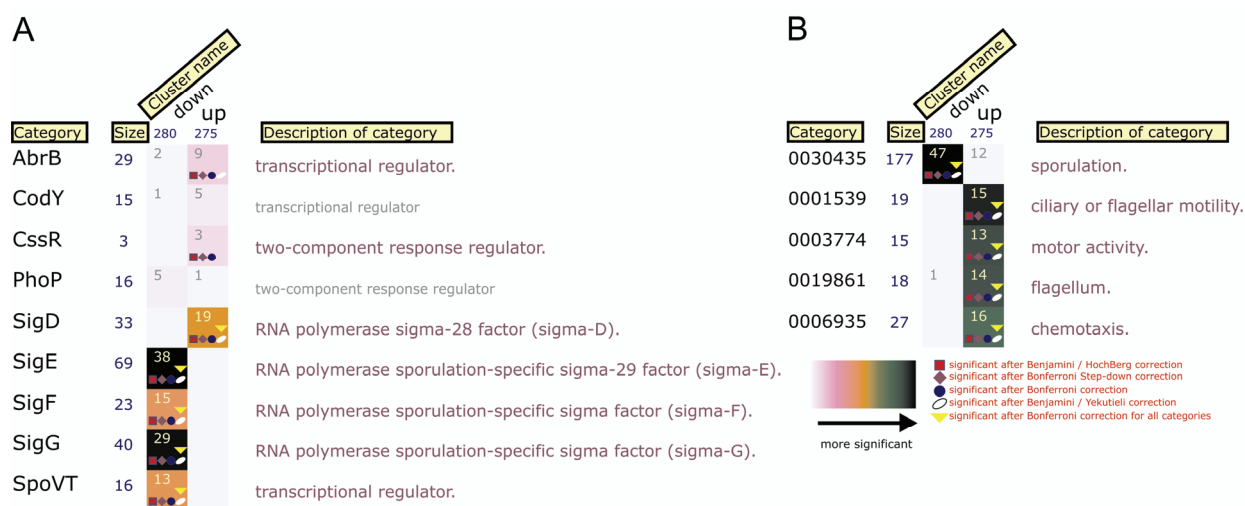 A
Cluster name
down
up
Category Size 280 275 Description of category
AbrB 29 2 9 transcriptional regulator.
CodY 15 1 5 transcriptional regulator
CssR 3 3 two-component response regulator.
PhoP 16 5 1 two-component response regulator
SigD 33 19 RNA polymerase sigma-28 factor (sigma-D).
SigE 69 38 RNA polymerase sporulation-specific sigma-29 factor (sigma-E).
SigF 23 15 RNA polymerase sporulation-specific sigma factor (sigma-F).
SigG 40 29 RNA polymerase sporulation-specific sigma factor (sigma-G).
SpoVT 16 13 transcriptional regulator.
B
Cluster name
down
up
Category Size 280 275 Description of category
0030435 177 47 12 sporulation.
0001539 19 15 ciliary or flagellar motility.
0003774 15 13 motor activity.
0019861 18 1 14 flagellum.
0006935 27 16 chemotaxis.
more significant
significant after Benjamini / HochBerg correction
significant after Bonferroni Step-down correction
significant after Bonferroni correction
significant after Benjamini / Yekutieli correction
significant after Bonferroni correction for all categories